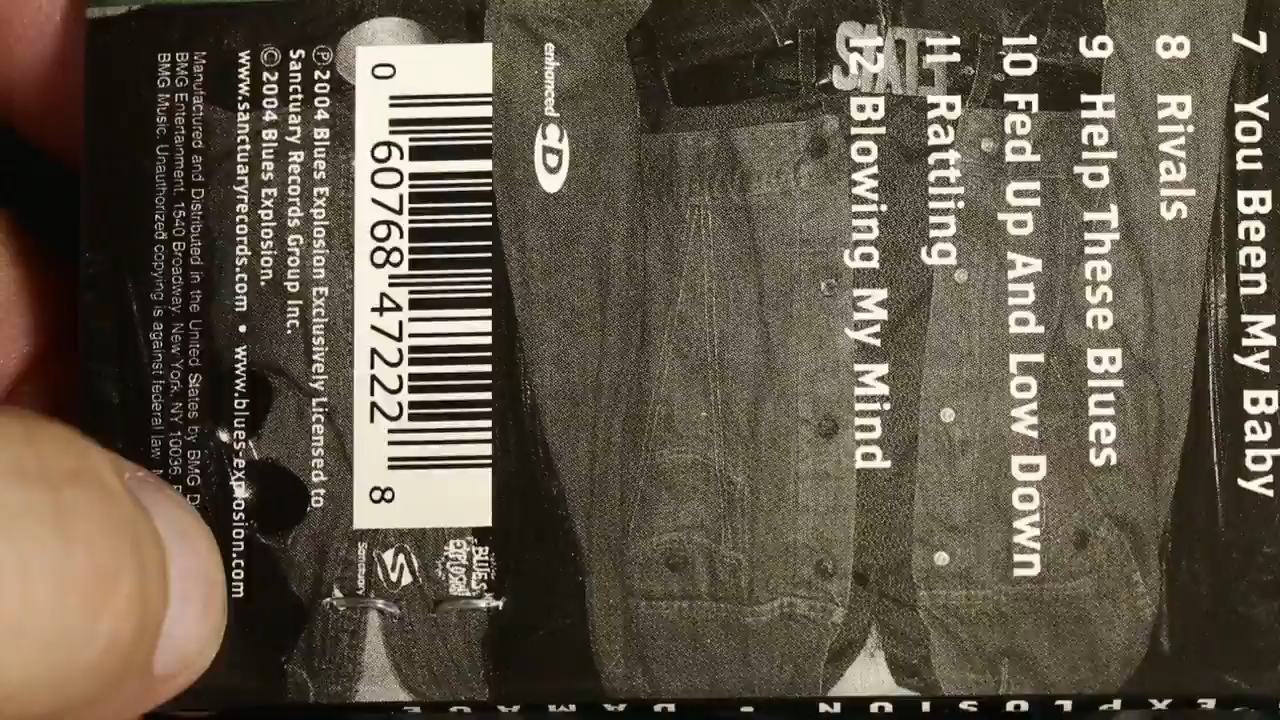 7 You Been My Baby
8 Rivals
9 Help These Blues
10 Fed Up And Low Down
11 Rattling
12 Blowing My Mind
enhanced CD
0 60768 47222 8
BLUES
EXPLOSION
Sanctuary
℗ 2004 Blues Explosion Exclusively Licensed to
Sanctuary Records Group Inc.
© 2004 Blues Explosion.
www.sanctuaryrecords.com • www.blues-explosion.com
Manufactured and Distributed in the United States by BMG
BMG Entertainment, 1540 Broadway, New York, NY 10036,
BMG Music. Unauthorized copying is against federal law.
EXPLOSION • DAMAGE